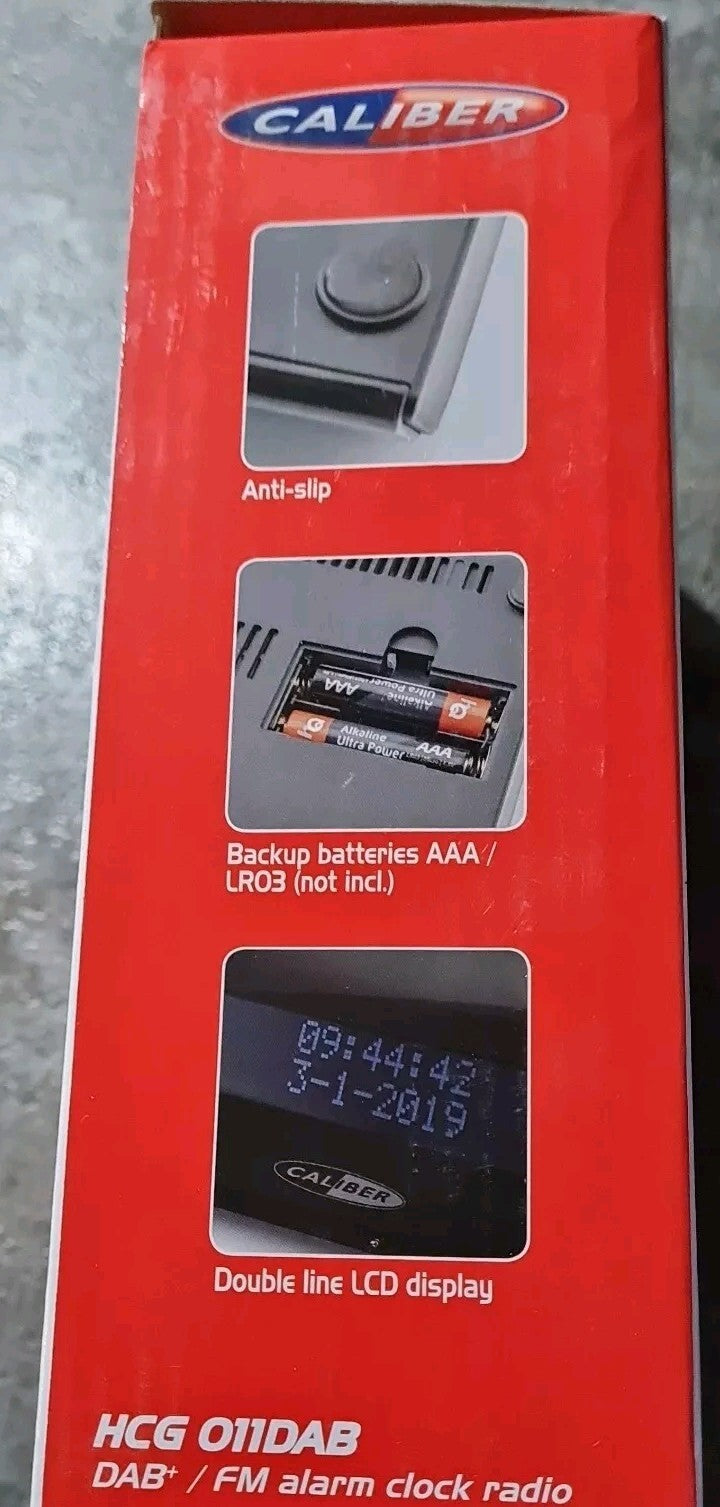 CALIBER
Anti-slip
AAA
Alkaline
Ultra Power
Alkaline
Ultra Power
AAA
Backup batteries AAA /
LR03 (not incl.)
09:44:42
3-1-2019
CALIBER
Double line LCD display
HCG 011DAB
DAB+ / FM alarm clock radio